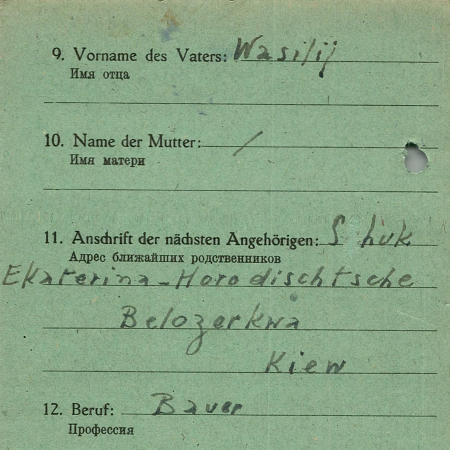 9. Vorname des Vaters: Wasilij
Имя отца
10. Name der Mutter: /
Имя матери
11. Anschrift der nächsten Angehörigen: Shuk
Адрес ближайших родственников
Ekaterina - Horodischtsche
Belozerkwa
Kiew
12. Beruf: Bauer
Профессия